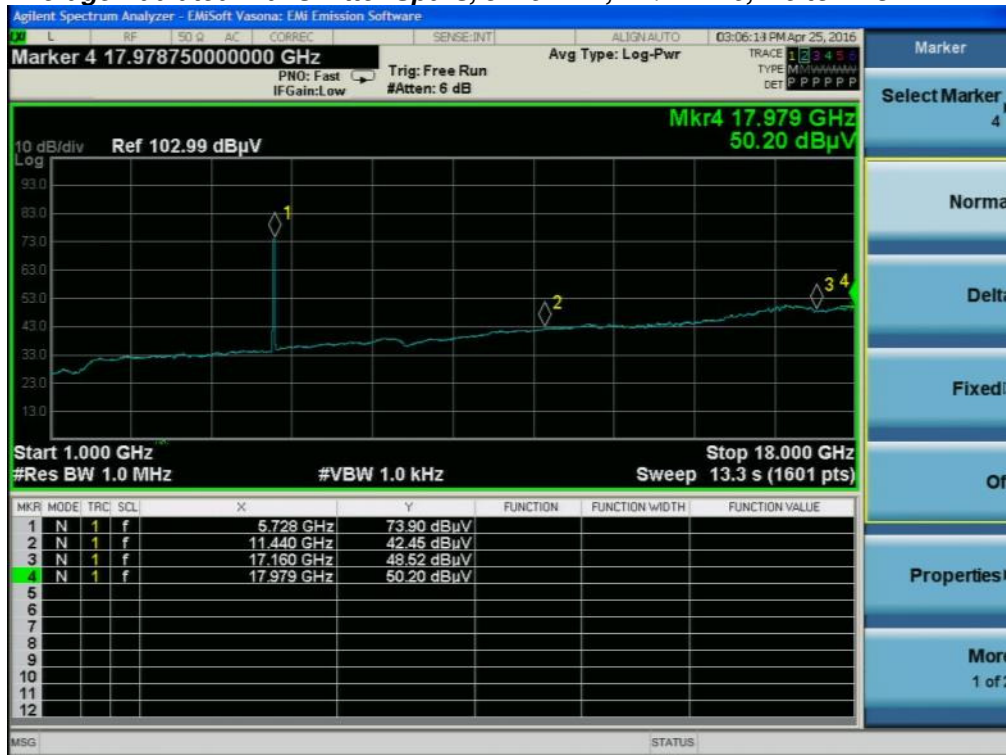 Agilent Spectrum Analyzer - EMiSoft Vasona: EMI Emission Software
L RF 50 Ω AC CORREC SENSE:INT ALIGN AUTO 03:06:13 PM Apr 25, 2016
Marker 4 17.978750000000 GHz
PNO: Fast
IFGain:Low
Trig: Free Run
#Atten: 6 dB
Avg Type: Log-Pwr
TRACE 1 2 3 4 5 6
TYPE M M W W W W
DET P P P P P P
Mkr4 17.979 GHz
50.20 dBµV
10 dB/div Ref 102.99 dBµV
Log
93.0
83.0
73.0
63.0
53.0
43.0
33.0
23.0
13.0
1
2
3 4
Start 1.000 GHz Stop 18.000 GHz
#Res BW 1.0 MHz #VBW 1.0 kHz Sweep 13.3 s (1601 pts)
MKR MODE TRC SCL X Y FUNCTION FUNCTION WIDTH FUNCTION VALUE
1 N 1 f 5.728 GHz 73.90 dBµV
2 N 1 f 11.440 GHz 42.45 dBµV
3 N 1 f 17.160 GHz 48.52 dBµV
4 N 1 f 17.979 GHz 50.20 dBµV
5
6
7
8
9
10
11
12
MSG STATUS
Marker
Select Marker
4
Norma
Delta
Fixed
Of
Properties
More
1 of 2